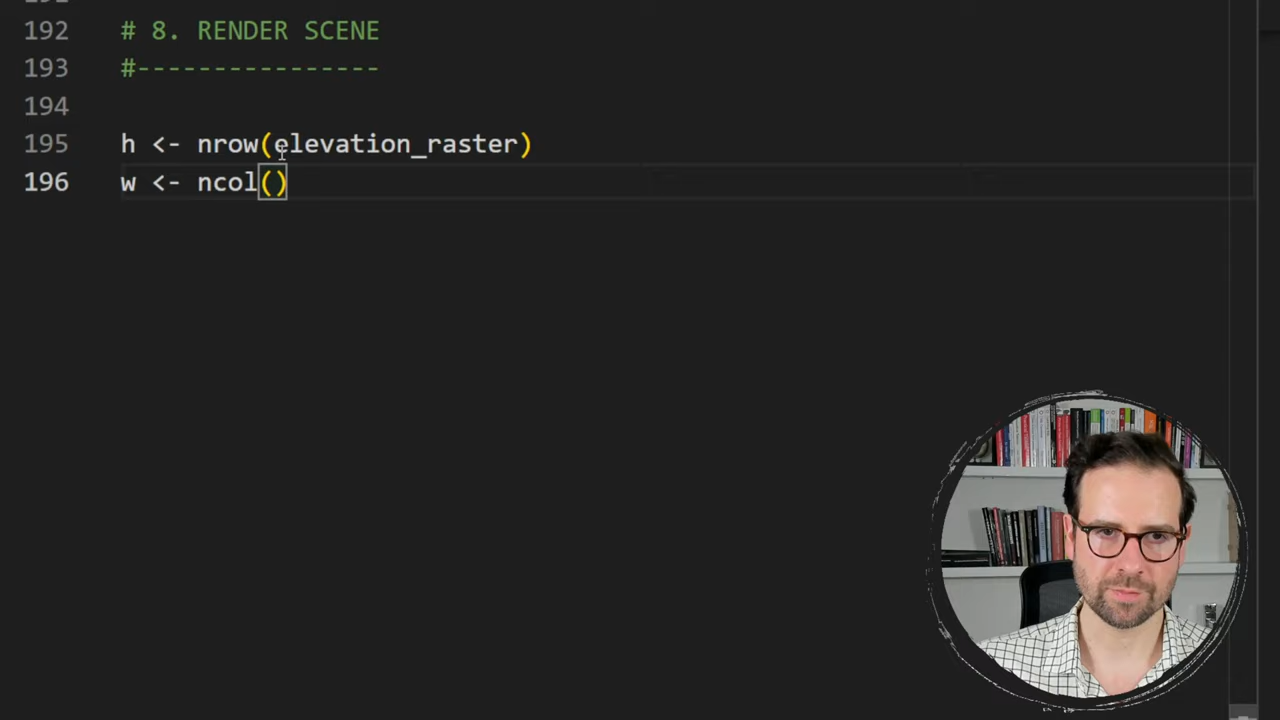 192 # 8. RENDER SCENE
193 #----------------
194
195 h <- nrow(elevation_raster)
196 w <- ncol()